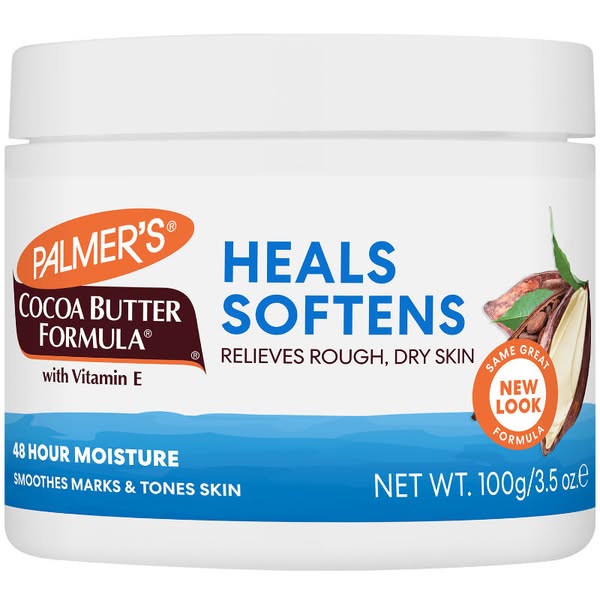 PALMER'S®
COCOA BUTTER
FORMULA®
®
with Vitamin E
HEALS
SOFTENS
RELIEVES ROUGH, DRY SKIN
SAME GREAT
NEW
LOOK
FORMULA
48 HOUR MOISTURE
SMOOTHES MARKS & TONES SKIN
NET WT. 100g/3.5 oz.℮